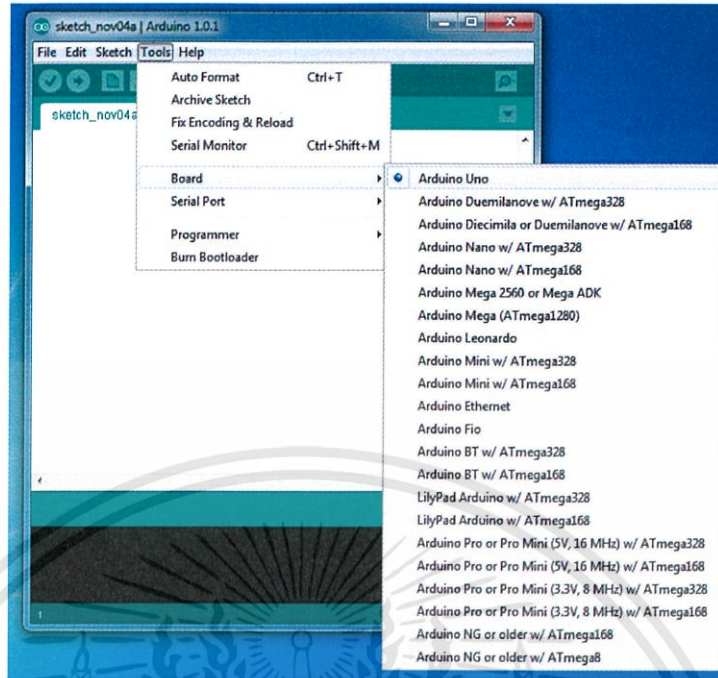 sketch_nov04a | Arduino 1.0.1
File Edit Sketch Tools Help
sketch_nov04a
Auto Format Ctrl+T
Archive Sketch
Fix Encoding & Reload
Serial Monitor Ctrl+Shift+M
Board
Serial Port
Programmer
Burn Bootloader
Arduino Uno
Arduino Duemilanove w/ ATmega328
Arduino Diecimila or Duemilanove w/ ATmega168
Arduino Nano w/ ATmega328
Arduino Nano w/ ATmega168
Arduino Mega 2560 or Mega ADK
Arduino Mega (ATmega1280)
Arduino Leonardo
Arduino Mini w/ ATmega328
Arduino Mini w/ ATmega168
Arduino Ethernet
Arduino Fio
Arduino BT w/ ATmega328
Arduino BT w/ ATmega168
LilyPad Arduino w/ ATmega328
LilyPad Arduino w/ ATmega168
Arduino Pro or Pro Mini (5V, 16 MHz) w/ ATmega328
Arduino Pro or Pro Mini (5V, 16 MHz) w/ ATmega168
Arduino Pro or Pro Mini (3.3V, 8 MHz) w/ ATmega328
Arduino Pro or Pro Mini (3.3V, 8 MHz) w/ ATmega168
Arduino NG or older w/ ATmega168
Arduino NG or older w/ ATmega8
1